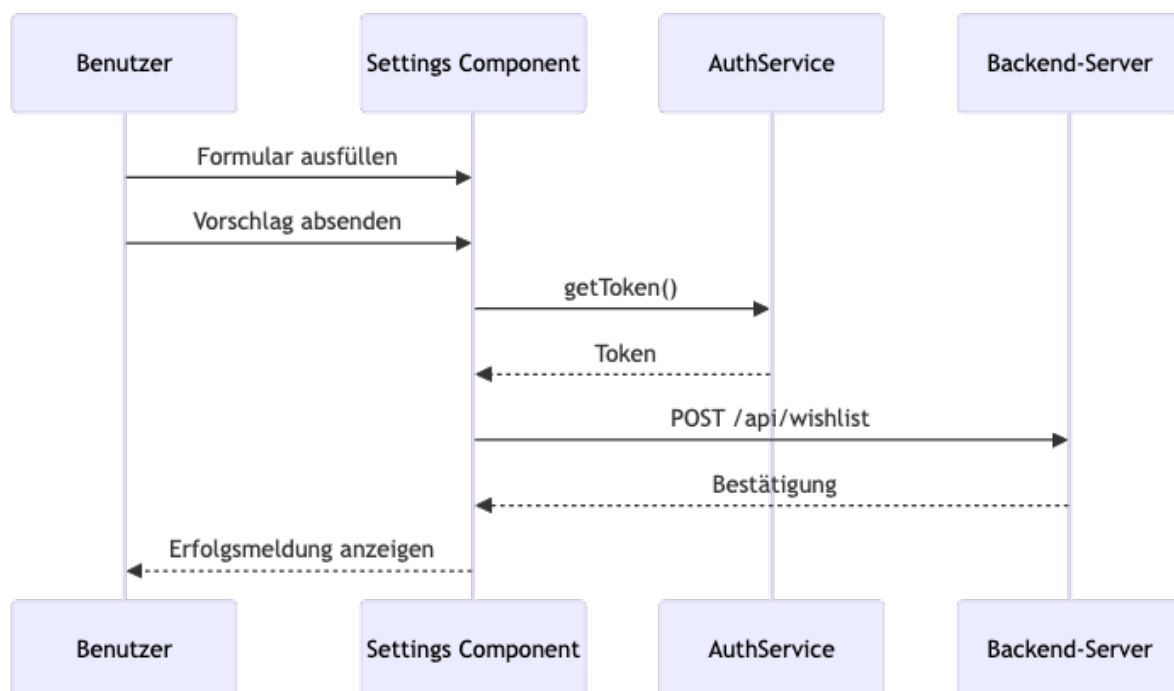 Benutzer
Settings Component
AuthService
Backend-Server
Formular ausfüllen
Vorschlag absenden
getToken()
Token
POST /api/wishlist
Bestätigung
Erfolgsmeldung anzeigen
Benutzer
Settings Component
AuthService
Backend-Server